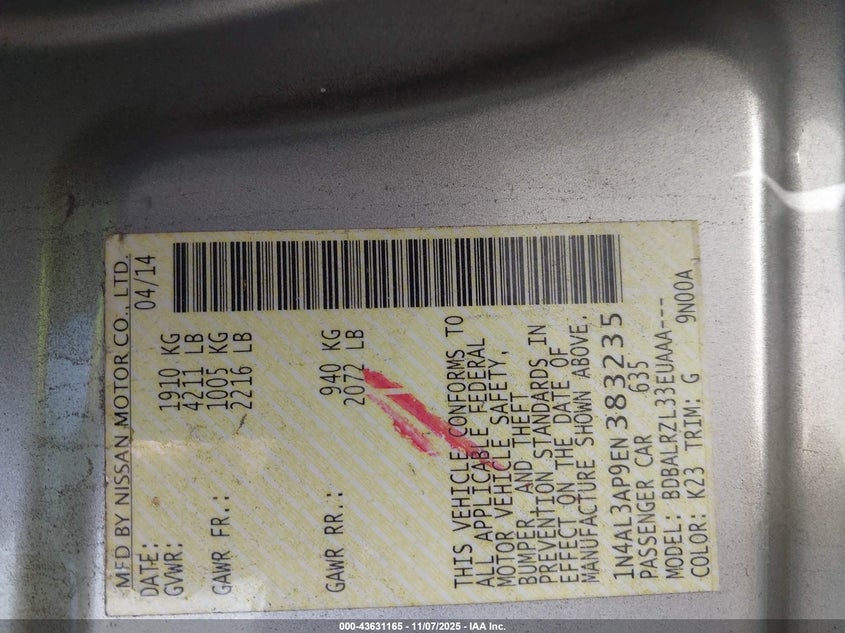 MFD BY NISSAN MOTOR CO., LTD.
DATE: 04/14
GVWR: 1910 KG
4211 LB
GAWR FR.: 1005 KG
2216 LB
GAWR RR.: 940 KG
2072 LB
THIS VEHICLE CONFORMS TO
ALL APPLICABLE FEDERAL
MOTOR VEHICLE SAFETY,
BUMPER AND THEFT
PREVENTION STANDARDS IN
EFFECT ON THE DATE OF
MANUFACTURE SHOWN ABOVE.
1N4AL3AP9EN383235
PASSENGER CAR 635
MODEL: BDBALRZL33EUAAA---
COLOR: K23 TRIM: G 9N00A
000-43631165 - 11/07/2025 - IAA Inc.